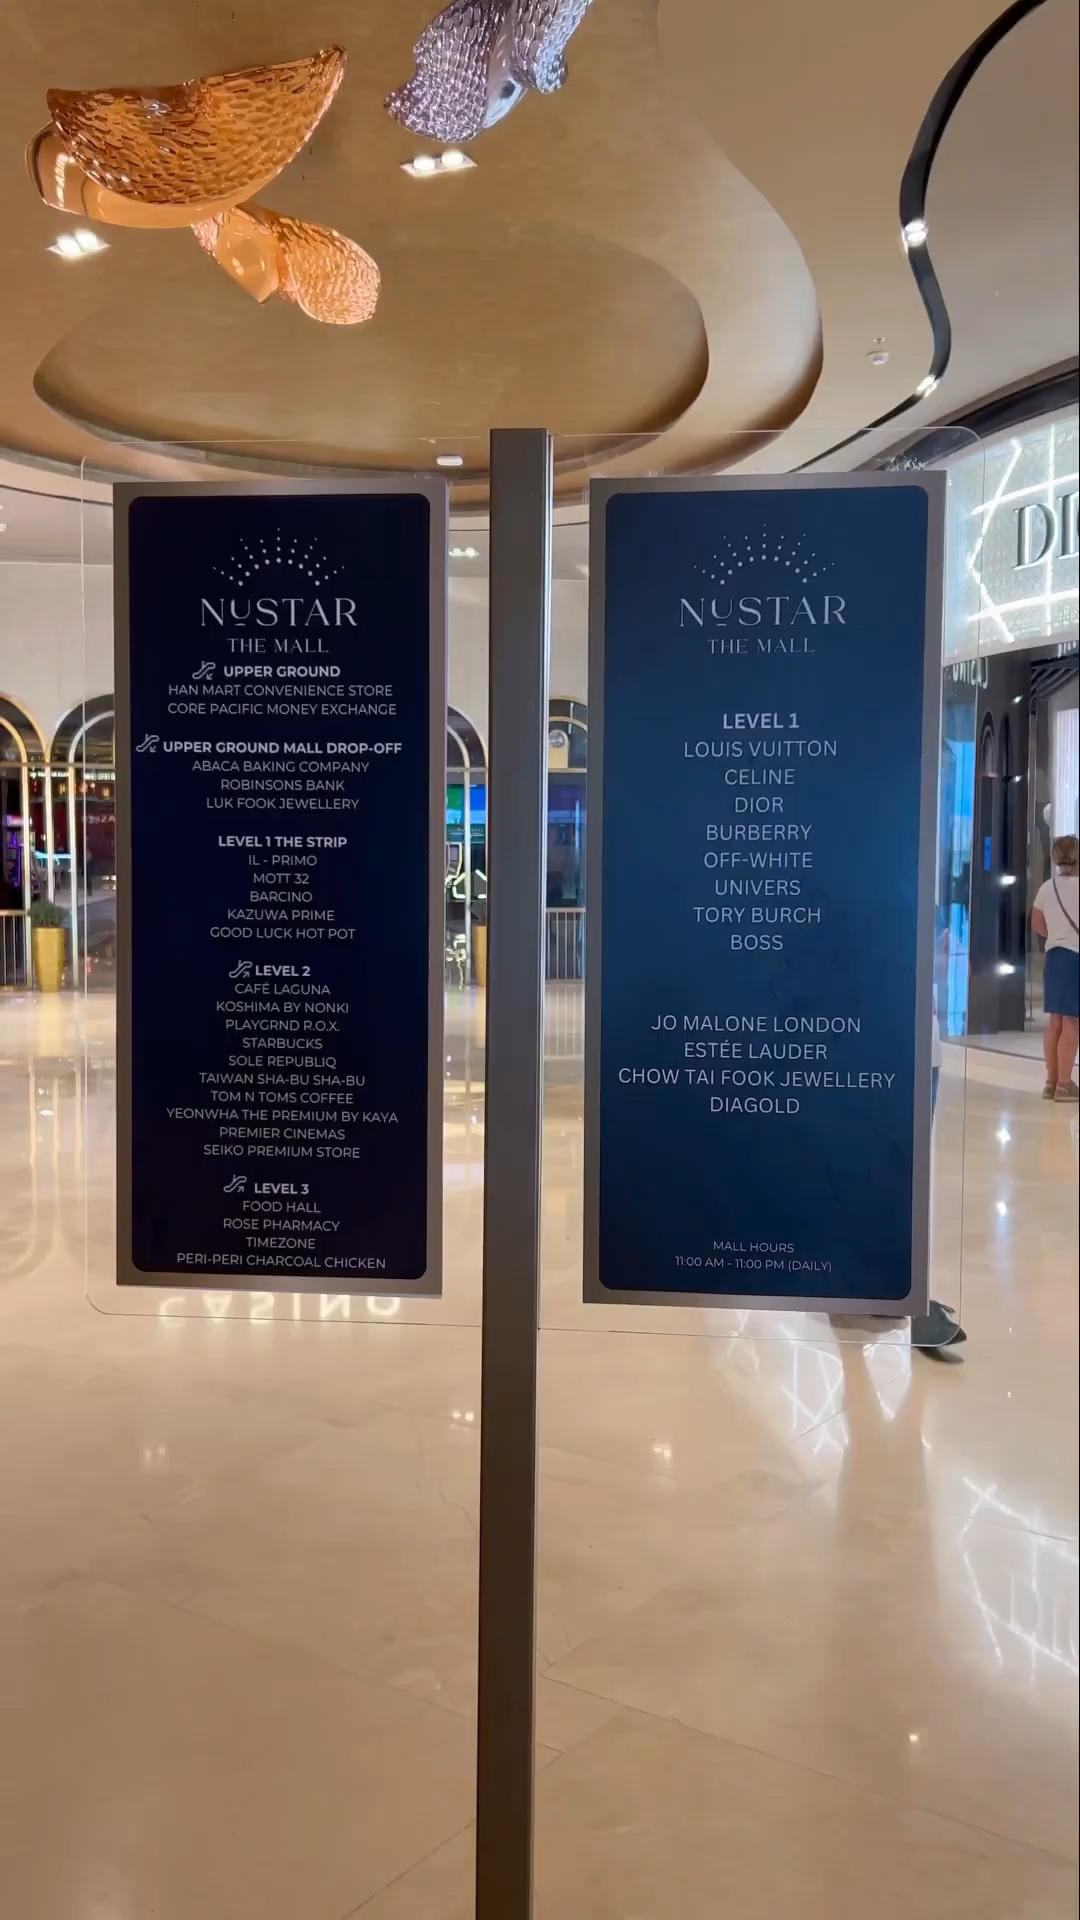 NUSTAR
THE MALL
UPPER GROUND
HAN MART CONVENIENCE STORE
CORE PACIFIC MONEY EXCHANGE
UPPER GROUND MALL DROP-OFF
ABACA BAKING COMPANY
ROBINSONS BANK
LUK FOOK JEWELLERY
LEVEL 1 THE STRIP
IL - PRIMO
MOTT 32
BARCINO
KAZUWA PRIME
GOOD LUCK HOT POT
LEVEL 2
CAFÉ LAGUNA
KOSHIMA BY NONKI
PLAYGRND R.O.X.
STARBUCKS
SOLE REPUBLIQ
TAIWAN SHA-BU SHA-BU
TOM N TOMS COFFEE
YEONWHA THE PREMIUM BY KAYA
PREMIER CINEMAS
SEIKO PREMIUM STORE
LEVEL 3
FOOD HALL
ROSE PHARMACY
TIMEZONE
PERI-PERI CHARCOAL CHICKEN
NUSTAR
THE MALL
LEVEL 1
LOUIS VUITTON
CELINE
DIOR
BURBERRY
OFF-WHITE
UNIVERS
TORY BURCH
BOSS
JO MALONE LONDON
ESTÉE LAUDER
CHOW TAI FOOK JEWELLERY
DIAGOLD
MALL HOURS
11:00 AM - 11:00 PM (DAILY)
DI
CASINO